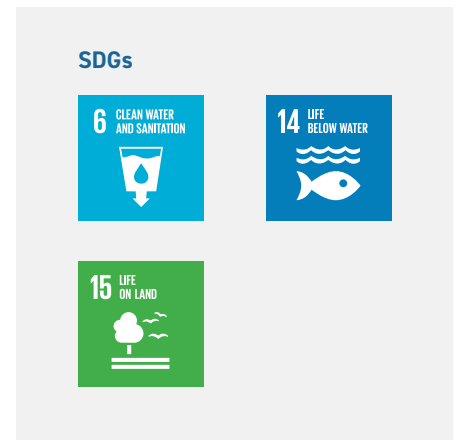 SDGs
6 CLEAN WATER
AND SANITATION
14 LIFE
BELOW WATER
15 LIFE
ON LAND